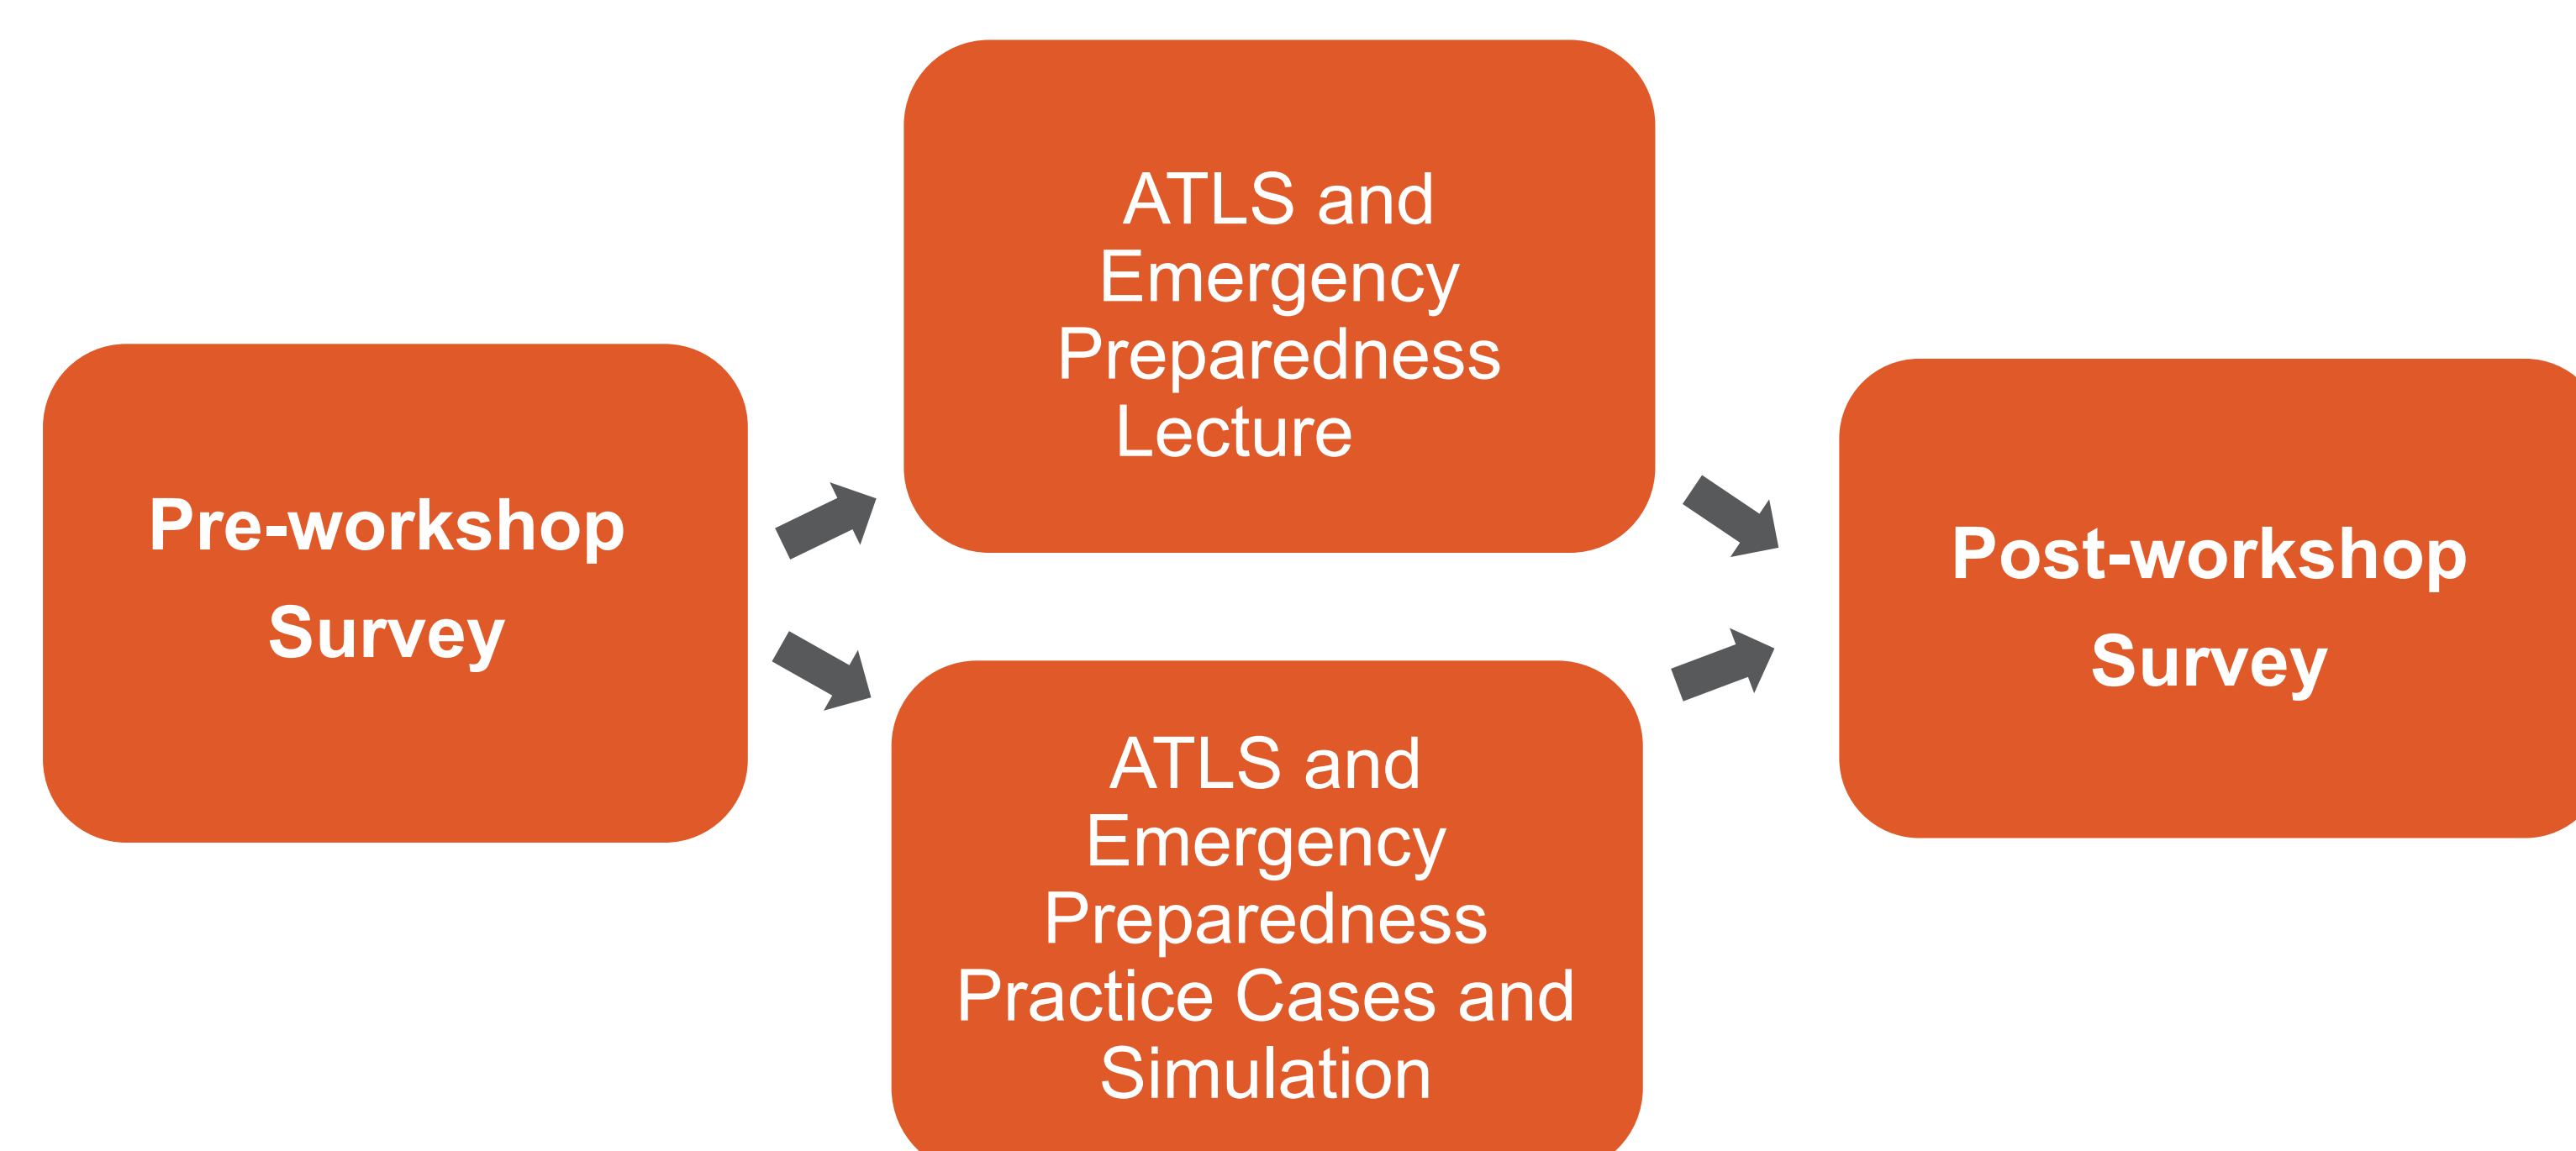 Pre-workshop
Survey
ATLS and
Emergency
Preparedness
Lecture
ATLS and
Emergency
Preparedness
Practice Cases and
Simulation
Post-workshop
Survey